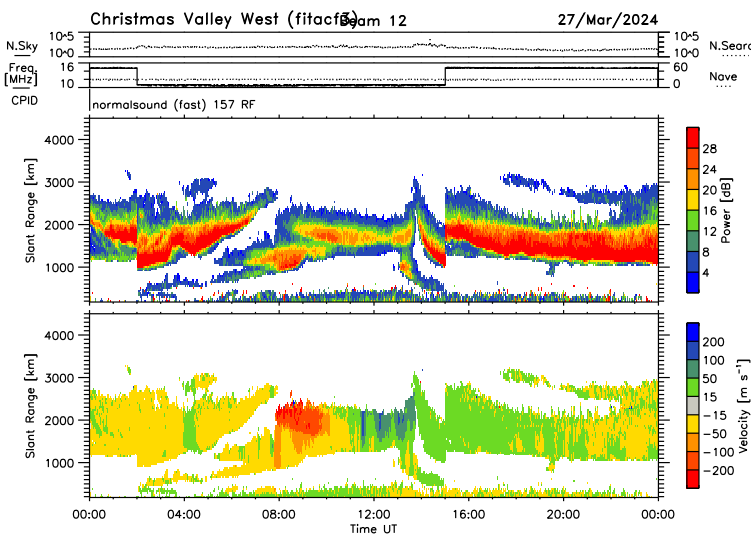 Christmas Valley West (fitacf3) Beam 12 27/Mar/2024
N.Sky 10^5 10^0 10^5 10^0 N.Searc
Freq. [MHz] 16 10 60 0 Nave
CPID normalsound (fast) 157 RF
Slant Range [km]
4000
3000
2000
1000
Power [dB]
28
24
20
16
12
8
4
Slant Range [km]
4000
3000
2000
1000
Velocity [m s⁻¹]
200
100
50
15
-15
-50
-100
-200
00:00 04:00 08:00 12:00 16:00 20:00 00:00
Time UT